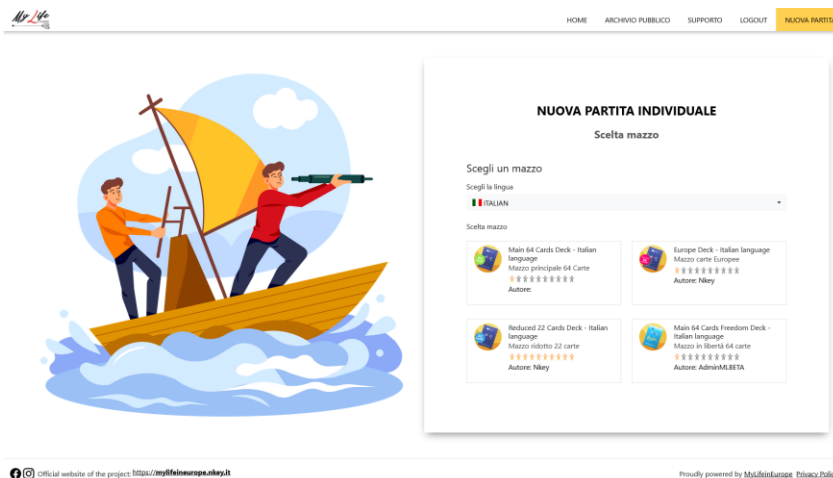 My Life
HOME ARCHIVIO PUBBLICO SUPPORTO LOGOUT NUOVA PARTITA
NUOVA PARTITA INDIVIDUALE
Scelta mazzo
Scegli un mazzo
Scegli la lingua
ITALIAN
Scelta mazzo
Main 64 Cards Deck - Italian
language
Mazzo principale 64 Carte
Autore:
Europe Deck - Italian language
Mazzo carte Europee
Autore: Nkey
Reduced 22 Cards Deck - Italian
language
Mazzo ridotto 22 carte
Autore: Nkey
Main 64 Cards Freedom Deck -
Italian language
Mazzo in libertà 64 carte
Autore: AdminMLBETA
Official website of the project: https://mylifeineurope.nkey.it
Proudly powered by MyLifeinEurope Privacy Polic